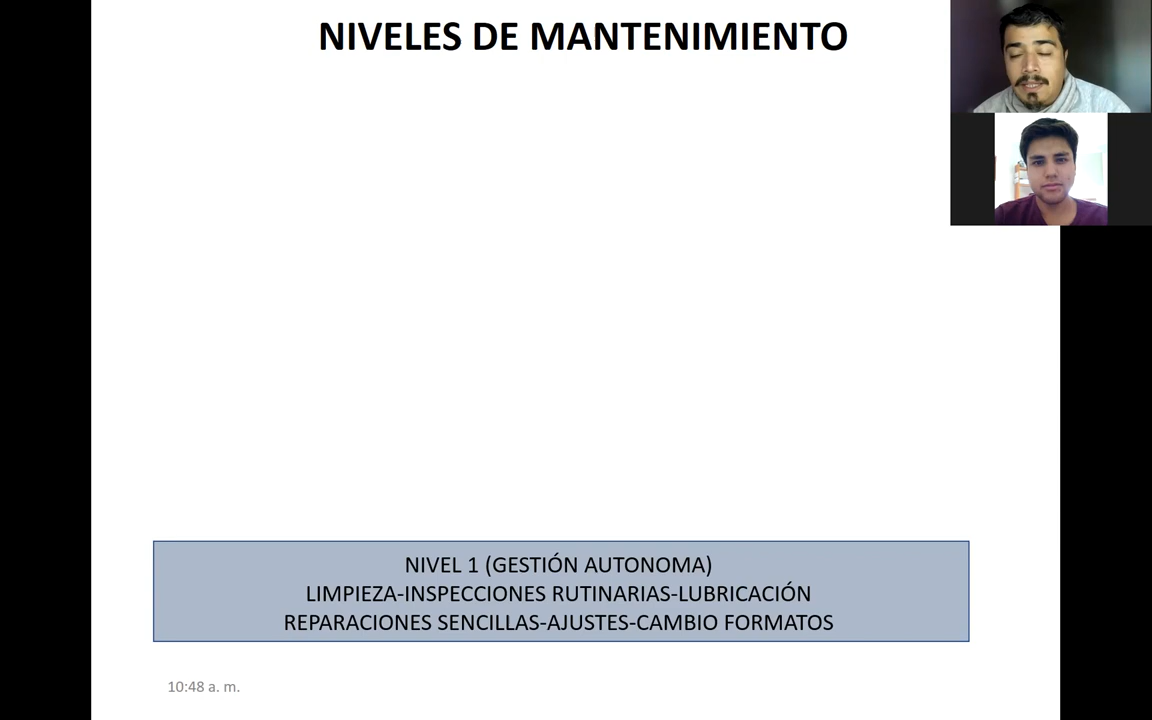 NIVELES DE MANTENIMIENTO
NIVEL 1 (GESTIÓN AUTONOMA)
LIMPIEZA-INSPECCIONES RUTINARIAS-LUBRICACIÓN
REPARACIONES SENCILLAS-AJUSTES-CAMBIO FORMATOS
10:48 a. m.